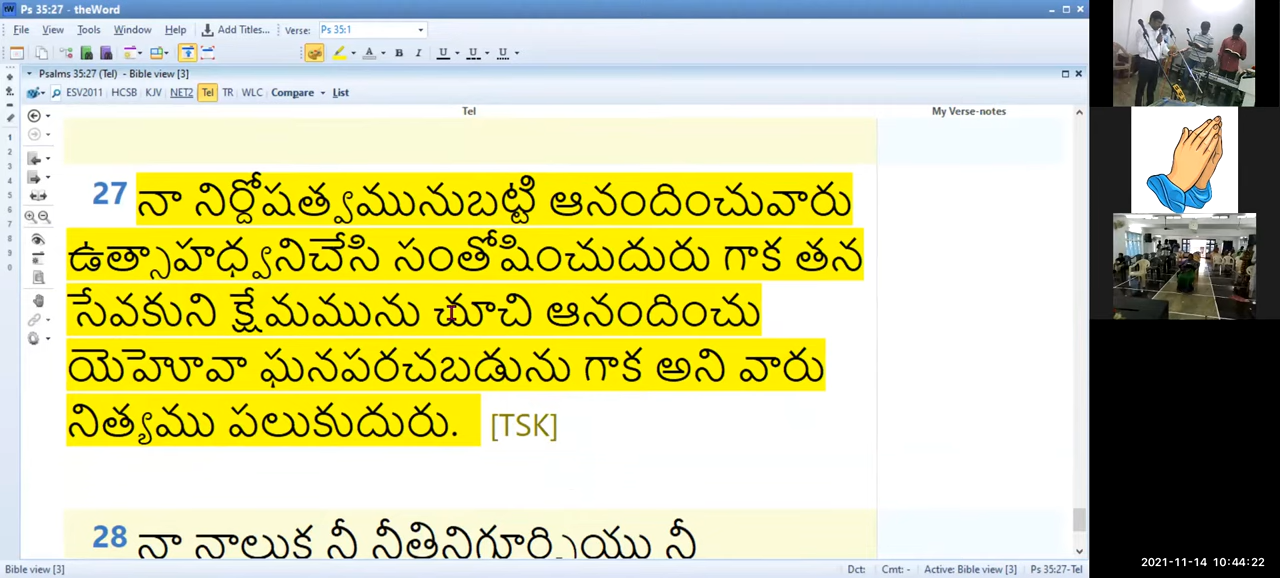 Ps 35:27 - theWord
File View Tools Window Help Add Titles... Verse: Ps 35:1
Psalms 35:27 (Tel) - Bible view [3]
ESV2011 HCSB KJV NET2 Tel TR WLC Compare List
Tel My Verse-notes
27 నా నిర్దోషత్వమునుబట్టి ఆనందించువారు
ఉత్సాహధ్వనిచేసి సంతోషించుదురు గాక తన
సేవకుని క్షేమమును చూచి ఆనందించు
యెహోవా ఘనపరచబడును గాక అని వారు
నిత్యము పలుకుదురు. [TSK]
28 నా నాలుక నీ నీతినిగూర్చియు నీ
Bible view [3] Dct: Cmt: - Active: Bible view [3] Ps 35:27-Tel
2021-11-14 10:44:22